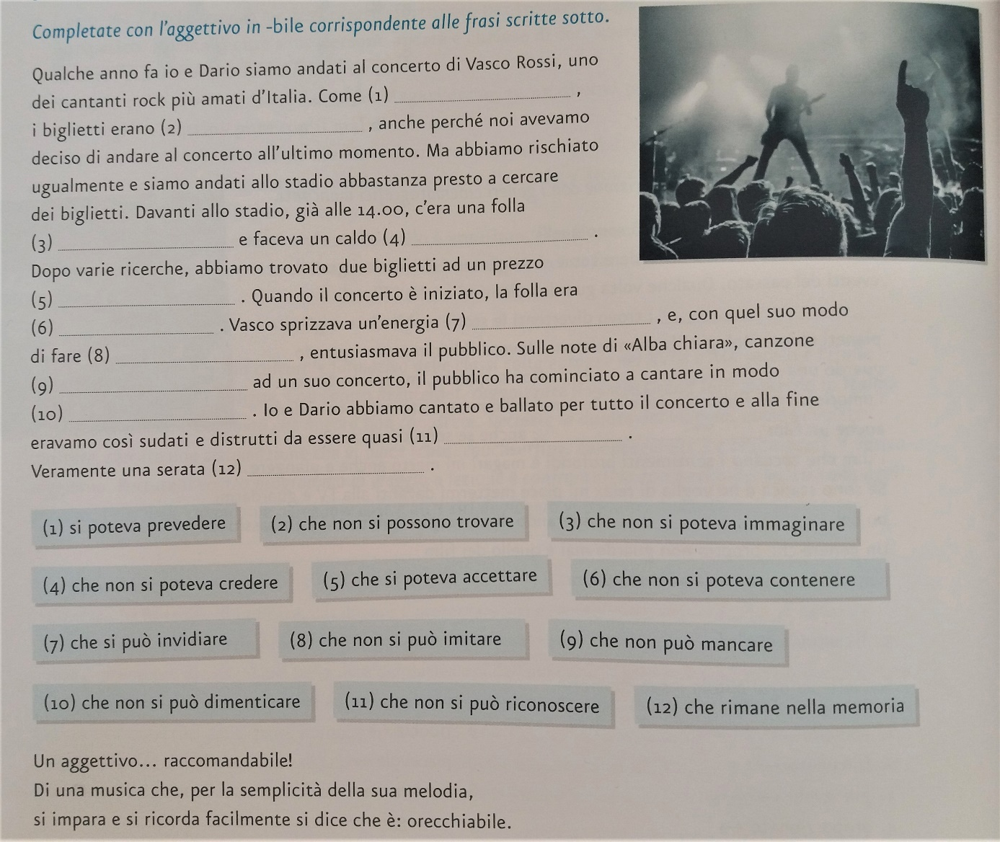 Completate con l'aggettivo in -bile corrispondente alle frasi scritte sotto.
Qualche anno fa io e Dario siamo andati al concerto di Vasco Rossi, uno
dei cantanti rock più amati d'Italia. Come (1) ,
i biglietti erano (2) , anche perché noi avevamo
deciso di andare al concerto all'ultimo momento. Ma abbiamo rischiato
ugualmente e siamo andati allo stadio abbastanza presto a cercare
dei biglietti. Davanti allo stadio, già alle 14.00, c'era una folla
(3) e faceva un caldo (4) .
Dopo varie ricerche, abbiamo trovato due biglietti ad un prezzo
(5) . Quando il concerto è iniziato, la folla era
(6) . Vasco sprizzava un'energia (7) , e, con quel suo modo
di fare (8) , entusiasmava il pubblico. Sulle note di «Alba chiara», canzone
(9) ad un suo concerto, il pubblico ha cominciato a cantare in modo
(10) . Io e Dario abbiamo cantato e ballato per tutto il concerto e alla fine
eravamo così sudati e distrutti da essere quasi (11) .
Veramente una serata (12) .
(1) si poteva prevedere (2) che non si possono trovare (3) che non si poteva immaginare
(4) che non si poteva credere (5) che si poteva accettare (6) che non si poteva contenere
(7) che si può invidiare (8) che non si può imitare (9) che non può mancare
(10) che non si può dimenticare (11) che non si può riconoscere (12) che rimane nella memoria
Un aggettivo... raccomandabile!
Di una musica che, per la semplicità della sua melodia,
si impara e si ricorda facilmente si dice che è: orecchiabile.